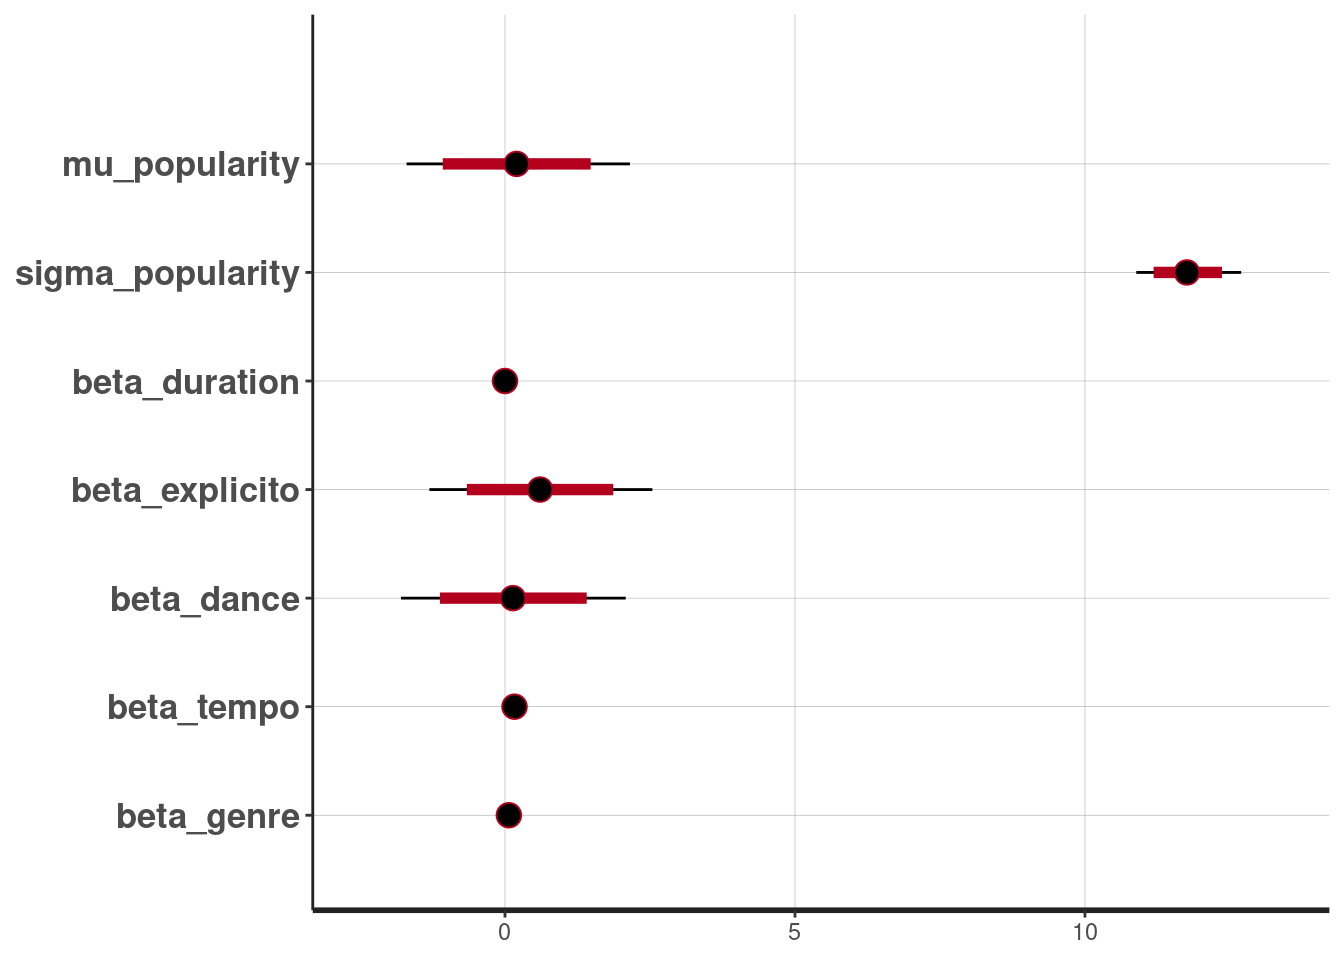 mu_popularity
sigma_popularity
beta_duration
beta_explicito
beta_dance
beta_tempo
beta_genre
0 5 10